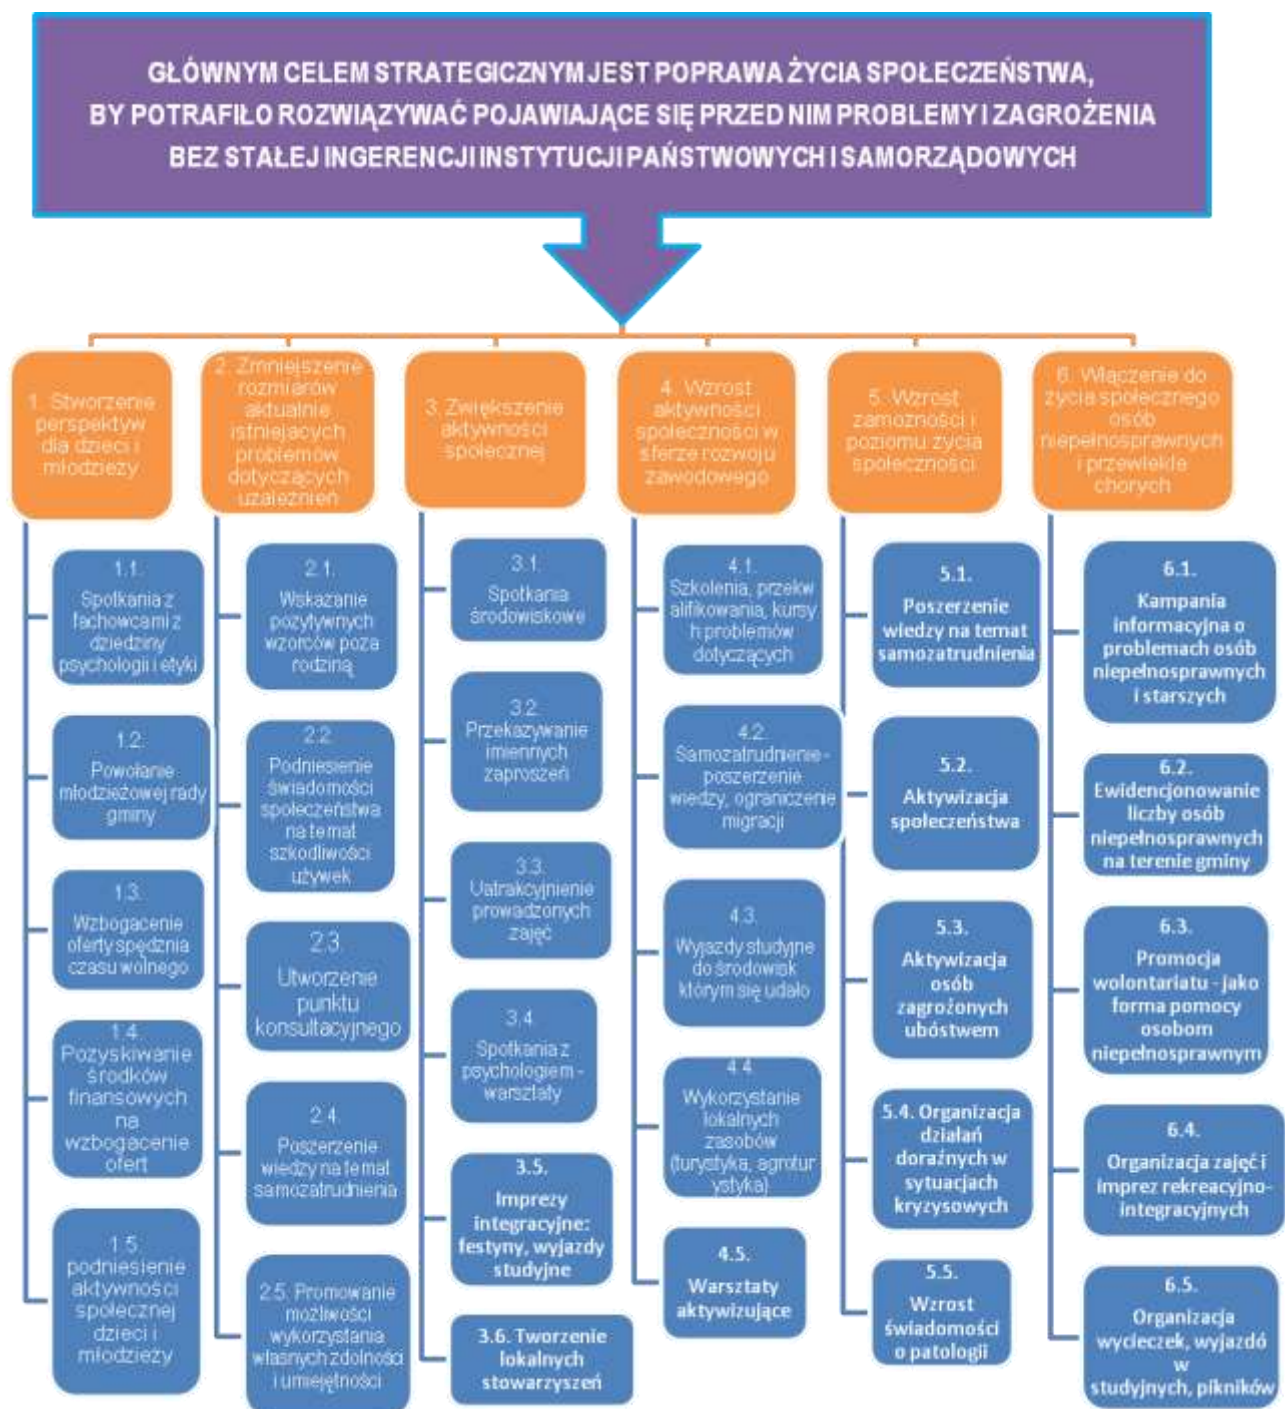 GŁÓWNYM CELEM STRATEGICZNYM JEST POPRAWA ŻYCIA SPOŁECZEŃSTWA,
BY POTRAFIŁO ROZWIĄZYWAĆ POJAWIAJĄCE SIĘ PRZED NIM PROBLEMY I ZAGROŻENIA
BEZ STAŁEJ INGERENCJI INSTYTUCJI PAŃSTWOWYCH I SAMORZĄDOWYCH
1. Stworzenie
perspektyw
dla dzieci i
młodzieży
1.1.
Spotkania z
fachowcami z
dziedziny
psychologii i etyki
1.2.
Powołanie
młodzieżowej rady
gminy
1.3.
Wzbogacenie
oferty spędznia
czasu wolnego
1.4.
Pozyskiwanie
środków
finansowych
na
wzbogacenie
ofert
1.5.
podniesienie
aktywności
społecznej
dzieci i
młodzieży
2. Zmniejszenie
rozmiarów
aktualnie
istniejacych
problemów
dotyczących
uzależnień
2.1.
Wskazanie
pozytywnych
wzorców poza
rodziną
2.2.
Podniesienie
świadomości
społeczeństwa
na temat
szkodliwości
używek
2.3.
Utworzenie
punktu
konsultacyjnego
2.4.
Poszerzenie
wiedzy na temat
samozatrudnienia
2.5. Promowanie
możliwości
wykorzystania
własnych zdolności
i umiejętności
3. Zwiększenie
aktywności
społecznej
3.1.
Spotkania
środowiskowe
3.2.
Przekazywanie
imiennych
zaproszeń
3.3.
Uatrakcyjnienie
prowadzonych
zajęć
3.4.
Spotkania z
psychologiem -
warsztaty
3.5.
Imprezy
integracyjne:
festyny, wyjazdy
studyjne
3.6. Tworzenie
lokalnych
stowarzyszeń
4. Wzrost
aktywności
społeczności w
sferze rozwoju
zawodowego
4.1.
Szkolenia, przekw
alifikowania, kursy
h problemów
dotyczących
4.2.
Samozatrudnienie-
poszerzenie
wiedzy, ograniczenie
migracji
4.3.
Wyjazdy studyjne
do środowisk
którym się udało
4.4.
Wykorzystanie
lokalnych
zasobów
(turystyka, agrotur
ystyka)
4.5.
Warsztaty
aktywizujące
5. Wzrost
zamożności i
poziomu życia
społeczności
5.1.
Poszerzenie
wiedzy na temat
samozatrudnienia
5.2.
Aktywizacja
społeczeństwa
5.3.
Aktywizacja
osób
zagrożonych
ubóstwem
5.4. Organizacja
działań
doraźnych w
sytuacjach
kryzysowych
5.5.
Wzrost
świadomości
o patologii
6. Włączenie do
życia społecznego
osób
niepełnosprawnych
i przewlekle
chorych
6.1.
Kampania
informacyjna o
problemach osób
niepełnosprawnych
i starszych
6.2.
Ewidencjonowanie
liczby osób
niepełnosprawnych
na terenie gminy
6.3.
Promocja
wolontariatu - jako
forma pomocy
osobom
niepełnosprawnym
6.4.
Organizacja zajęć i
imprez rekreacyjno-
integracyjnych
6.5.
Organizacja
wycieczek, wyjazdó
w
studyjnych, pikników